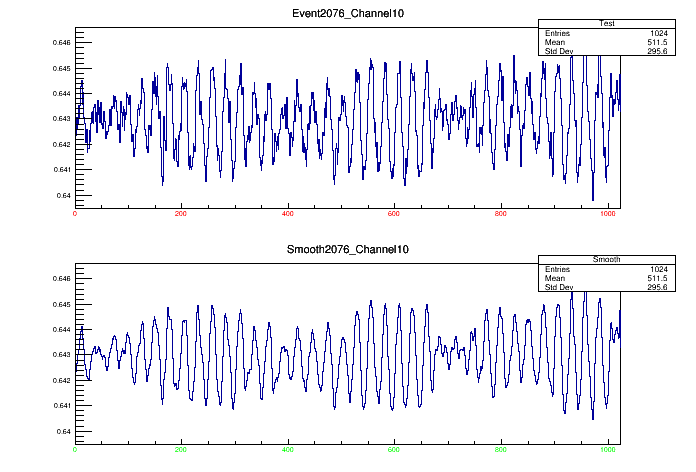 Event2076_Channel10
Test
Entries 1024
Mean 511.5
Std Dev 295.6
0.646
0.645
0.644
0.643
0.642
0.641
0.64
0 200 400 600 800 1000
Smooth2076_Channel10
Smooth
Entries 1024
Mean 511.5
Std Dev 295.6
0.646
0.645
0.644
0.643
0.642
0.641
0.64
0 200 400 600 800 1000